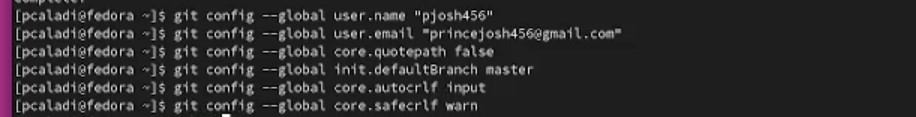 [pcaladi@fedora ~]$ git config --global user.name "pjosh456"
[pcaladi@fedora ~]$ git config --global user.email "princejosh456@gmail.com"
[pcaladi@fedora ~]$ git config --global core.quotepath false
[pcaladi@fedora ~]$ git config --global init.defaultBranch master
[pcaladi@fedora ~]$ git config --global core.autocrlf input
[pcaladi@fedora ~]$ git config --global core.safecrlf warn